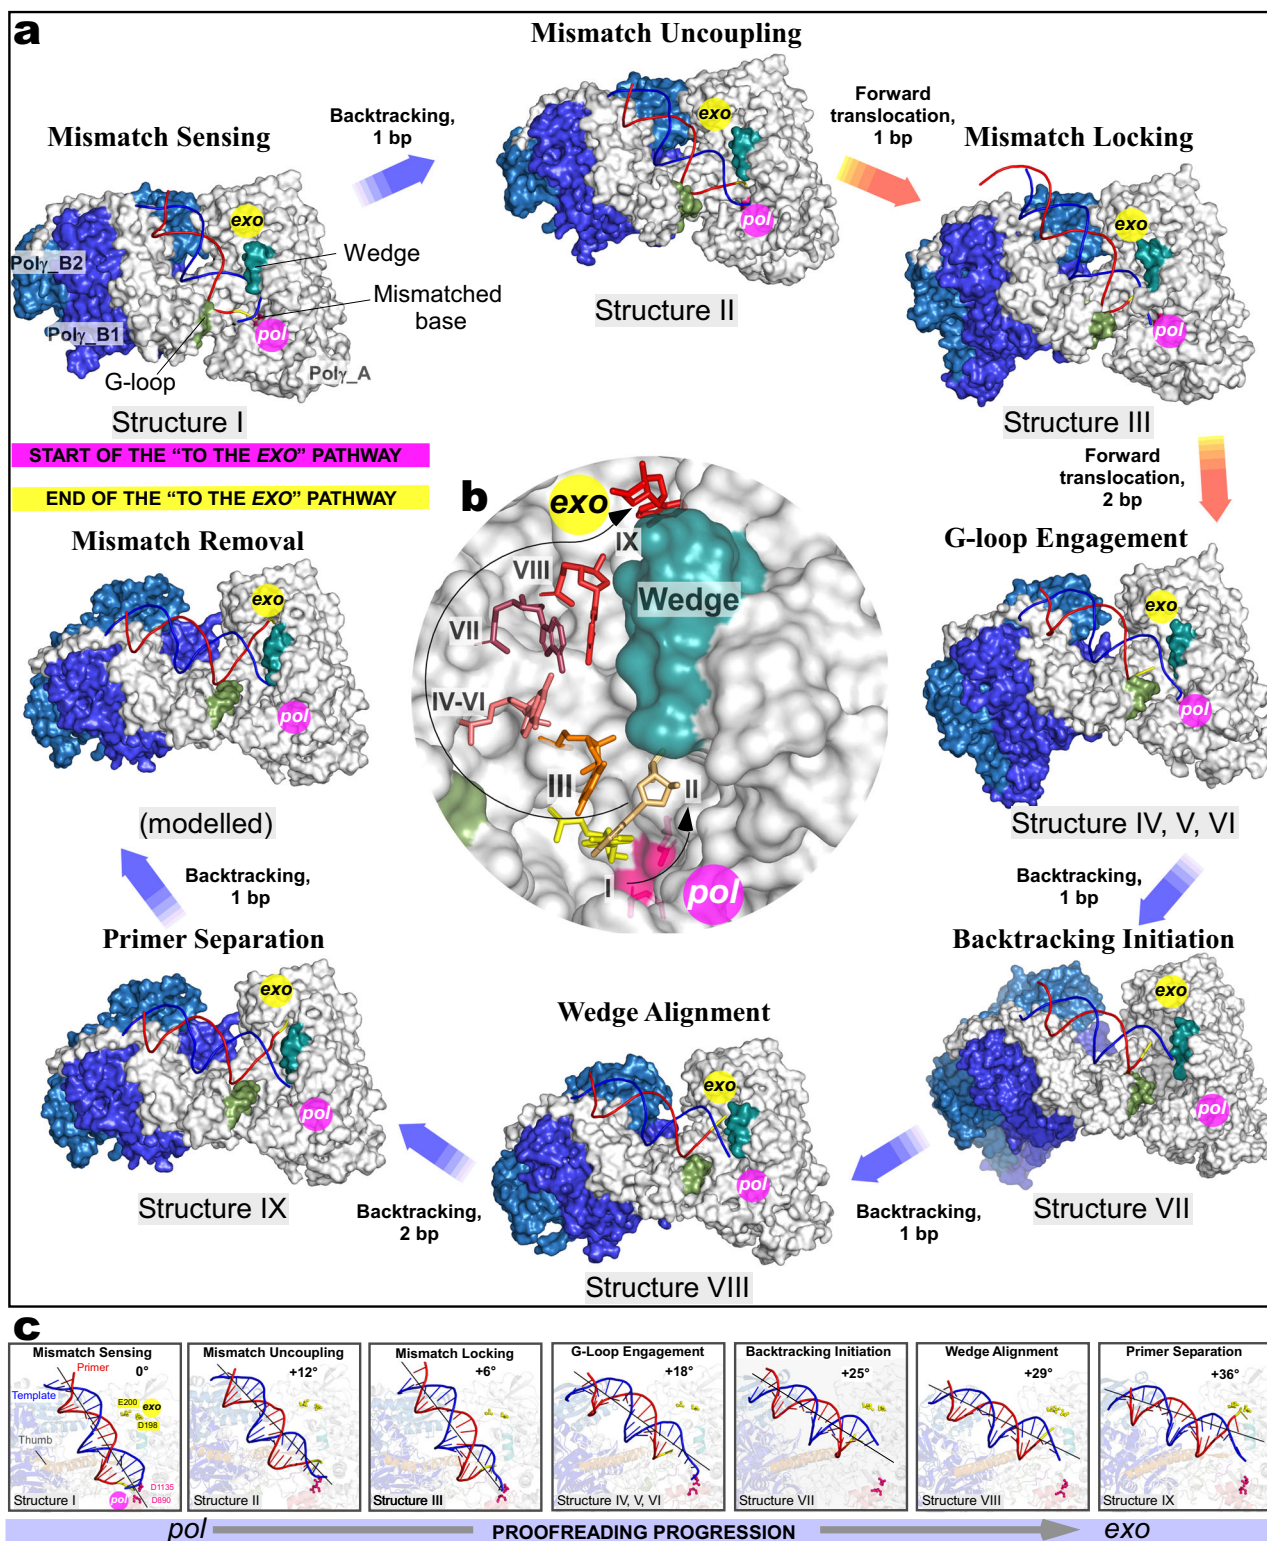 a
Mismatch Uncoupling
Backtracking,
1 bp
Forward
translocation,
1 bp
Mismatch Sensing
Mismatch Locking
exo
exo
exo
Polγ_B2
Wedge
Mismatched
base
Polγ_B1
pol
pol
pol
G-loop
Polγ_A
Structure I
Structure II
Structure III
START OF THE “TO THE EXO” PATHWAY
END OF THE “TO THE EXO” PATHWAY
Forward
translocation,
2 bp
Mismatch Removal
G-loop Engagement
exo
pol
(modelled)
b
exo
IX
VIII
Wedge
VII
IV-VI
III
II
I
pol
exo
pol
Structure IV, V, VI
Backtracking,
1 bp
Backtracking,
1 bp
Primer Separation
Wedge Alignment
Backtracking Initiation
exo
pol
exo
pol
exo
pol
Structure IX
Backtracking,
2 bp
Structure VIII
Backtracking,
1 bp
Structure VII
c
Mismatch Sensing
0°
Primer
Template
E200
exo
D198
Thumb
D1135
pol
D890
Structure I
Mismatch Uncoupling
+12°
Structure II
Mismatch Locking
+6°
Structure III
G-Loop Engagement
+18°
Structure IV, V, VI
Backtracking Initiation
+25°
Structure VII
Wedge Alignment
+29°
Structure VIII
Primer Separation
+36°
Structure IX
pol
PROOFREADING PROGRESSION
exo